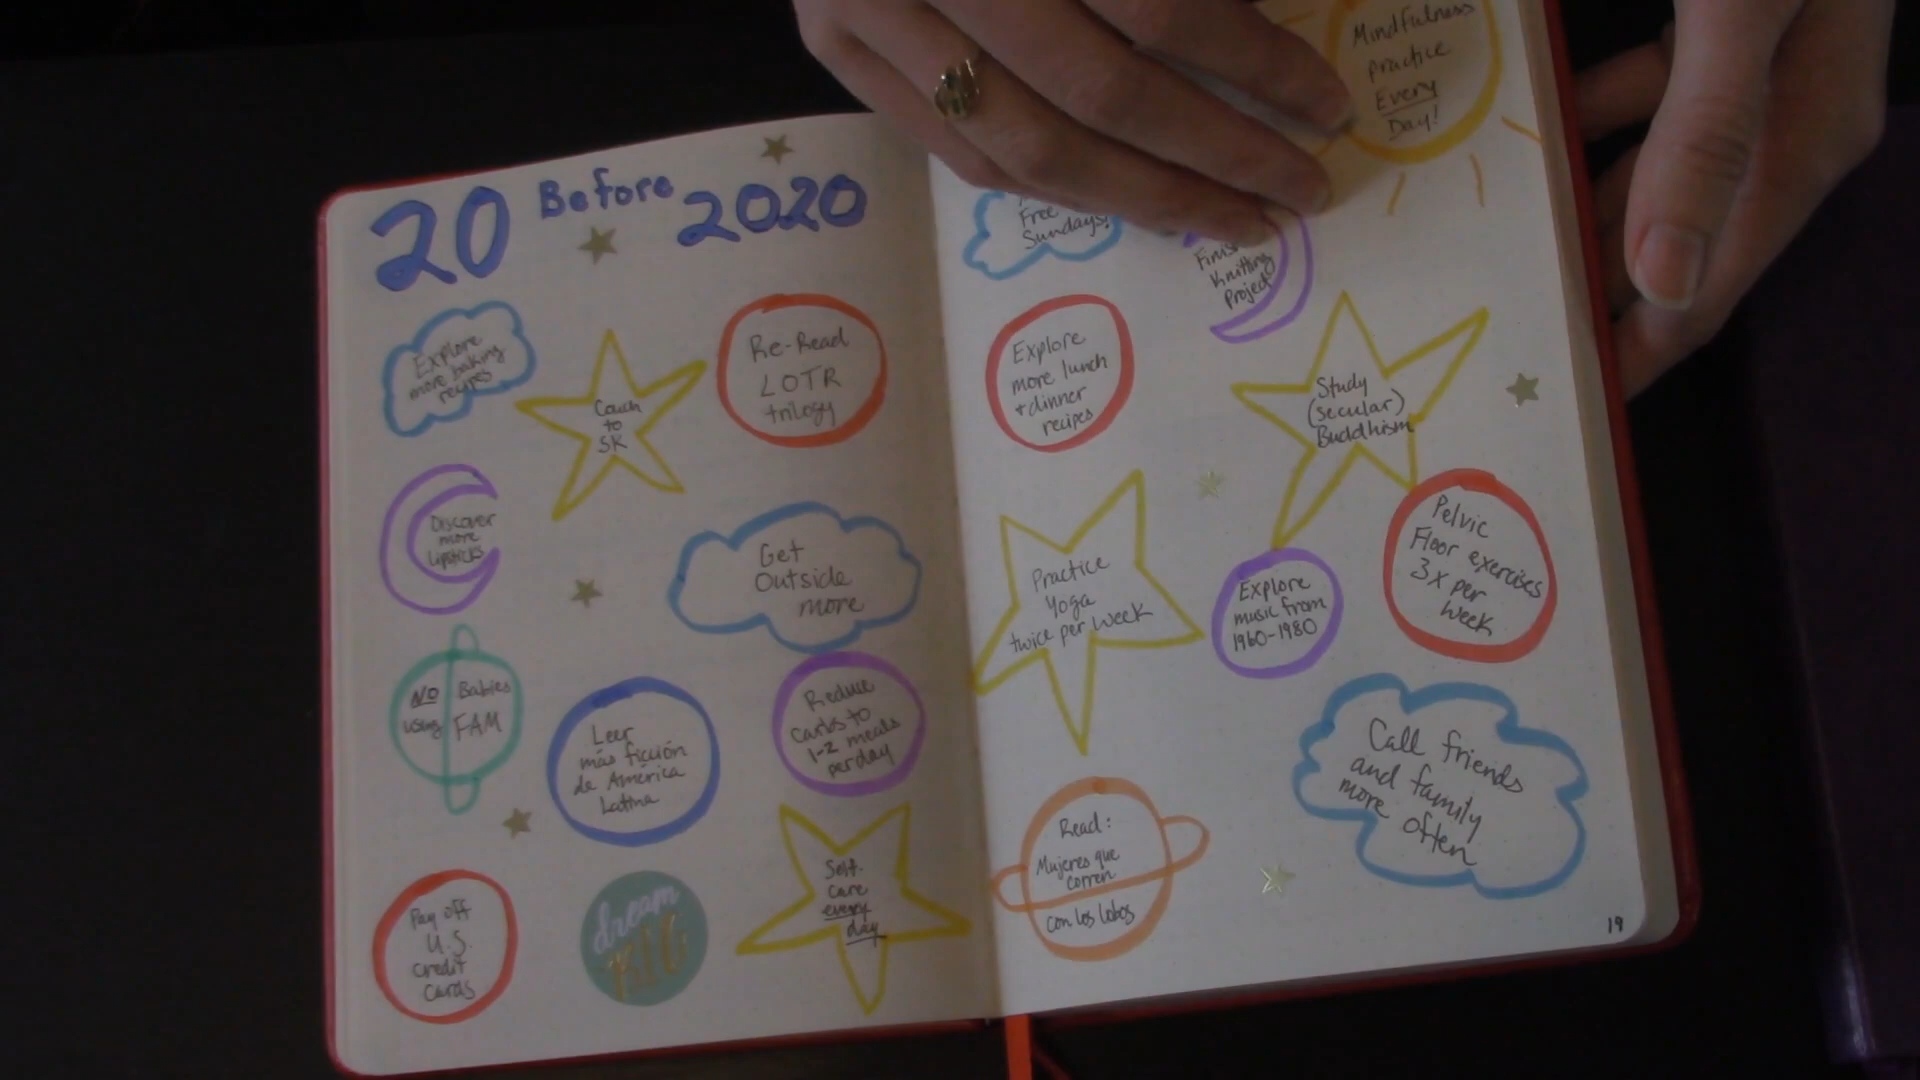 20 Before 2020
Explore
more baking
recipes
Couch
to
5K
Re-Read
LOTR
trilogy
Discover
more
lipsticks
Get
Outside
more
NO Babies
using FAM
Leer
más ficción
de América
Latina
Reduce
carbs to
1-2 meals
per day
Pay off
U.S.
credit
cards
dream
BIG
Self-
care
every
day
Mindfulness
practice
Every
Day!
Free
Sundays!
Finish
Knitting
Project
Explore
more lunch
+ dinner
recipes
Study
(secular)
Buddhism
Practice
Yoga
twice per week
Explore
music from
1960-1980
Pelvic
Floor exercises
3x per
week
Read:
Mujeres que
corren
con los lobos
Call friends
and family
more often
19